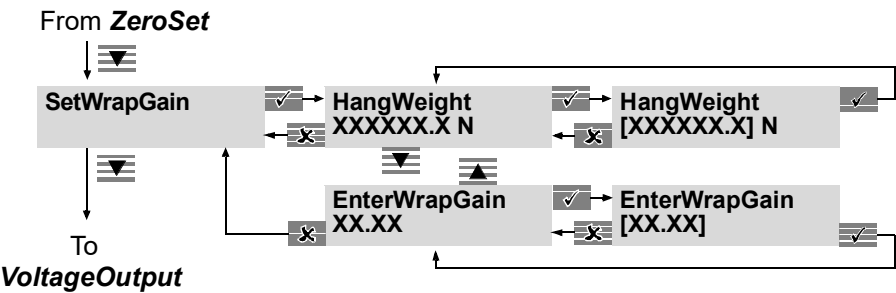 From ZeroSet
SetWrapGain
HangWeight
XXXXXX.X N
HangWeight
[XXXXXX.X] N
EnterWrapGain
XX.XX
EnterWrapGain
[XX.XX]
To
VoltageOutput